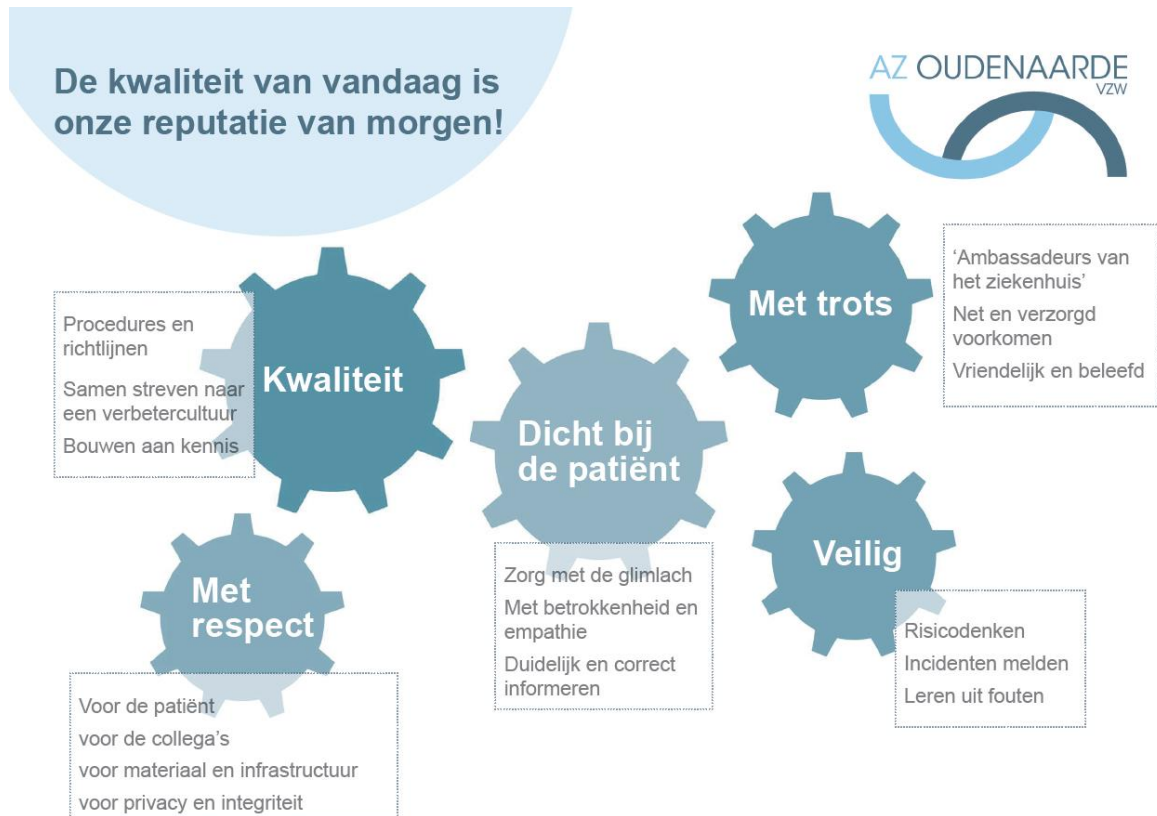 De kwaliteit van vandaag is
onze reputatie van morgen!
AZ OUDENAARDE
VZW
Kwaliteit
Procedures en
richtlijnen
Samen streven naar
een verbetercultuur
Bouwen aan kennis
Met
respect
Voor de patiënt
voor de collega's
voor materiaal en infrastructuur
voor privacy en integriteit
Dicht bij
de patiënt
Zorg met de glimlach
Met betrokkenheid en
empathie
Duidelijk en correct
informeren
Met trots
‘Ambassadeurs van
het ziekenhuis’
Net en verzorgd
voorkomen
Vriendelijk en beleefd
Veilig
Risicodenken
Incidenten melden
Leren uit fouten